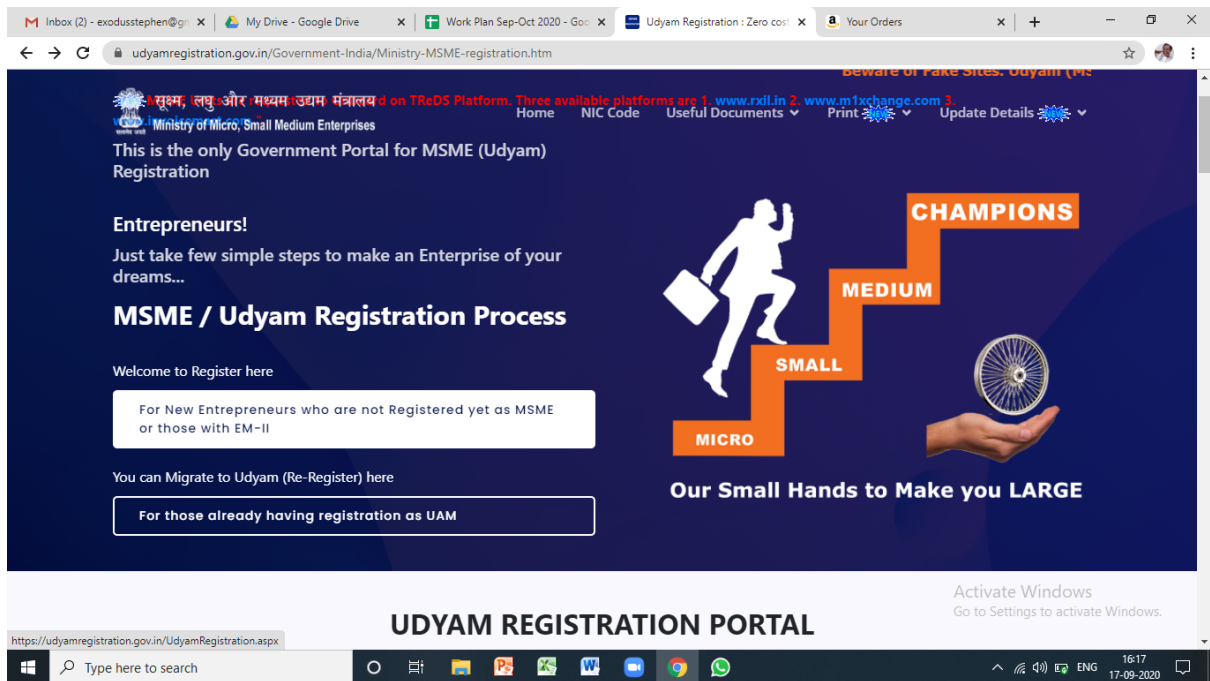 Inbox (2) - exodusstephen@gm
My Drive - Google Drive
Work Plan Sep-Oct 2020 - Goo
Udyam Registration : Zero cost
Your Orders
udyamregistration.gov.in/Government-India/Ministry-MSME-registration.htm
Beware of Fake Sites. Udyam (MS
सूक्ष्म, लघु और मध्यम उद्यम मंत्रालय
d on TReDS Platform. Three available platforms are 1. www.rxil.in 2. www.m1xchange.com 3.
Ministry of Micro, Small Medium Enterprises
Home NIC Code Useful Documents Print NEW Update Details NEW
This is the only Government Portal for MSME (Udyam)
Registration
Entrepreneurs!
Just take few simple steps to make an Enterprise of your
dreams...
MSME / Udyam Registration Process
Welcome to Register here
For New Entrepreneurs who are not Registered yet as MSME
or those with EM-II
You can Migrate to Udyam (Re-Register) here
For those already having registration as UAM
CHAMPIONS
MEDIUM
SMALL
MICRO
Our Small Hands to Make you LARGE
UDYAM REGISTRATION PORTAL
Activate Windows
Go to Settings to activate Windows.
https://udyamregistration.gov.in/UdyamRegistration.aspx
Type here to search
ENG
16:17
17-09-2020